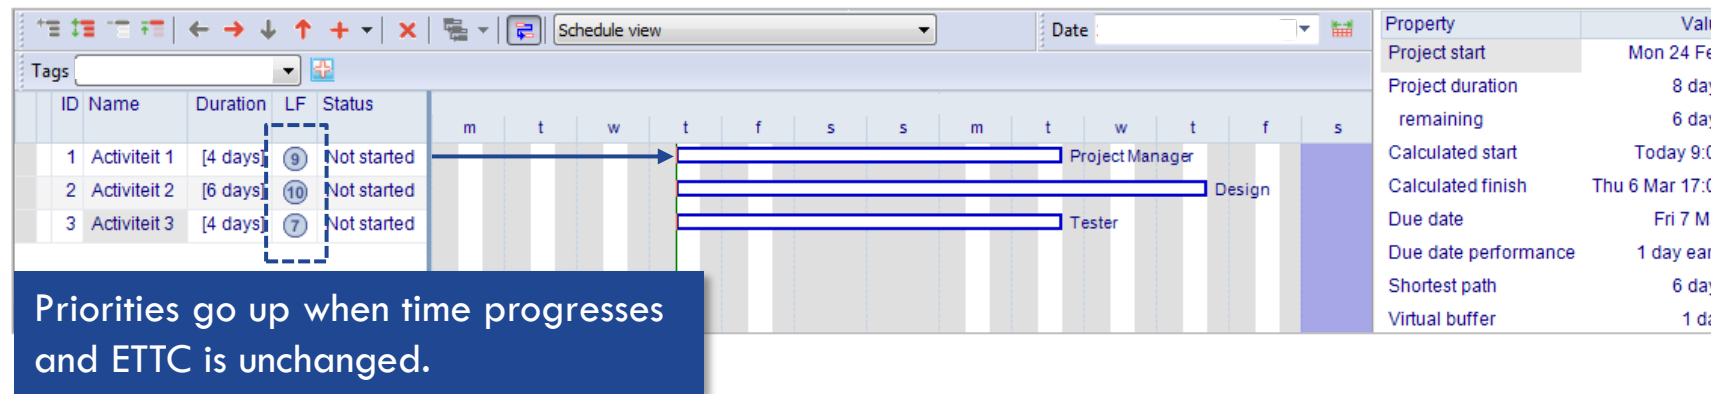 Schedule view
Date
Tags
ID Name Duration LF Status
m t w t f s s m t w t f s
1 Activiteit 1 [4 days] 9 Not started Project Manager
2 Activiteit 2 [6 days] 10 Not started Design
3 Activiteit 3 [4 days] 7 Not started Tester
Priorities go up when time progresses
and ETTC is unchanged.
Property Valu
Project start Mon 24 Fe
Project duration 8 day
remaining 6 day
Calculated start Today 9:0
Calculated finish Thu 6 Mar 17:0
Due date Fri 7 M
Due date performance 1 day ear
Shortest path 6 day
Virtual buffer 1 da